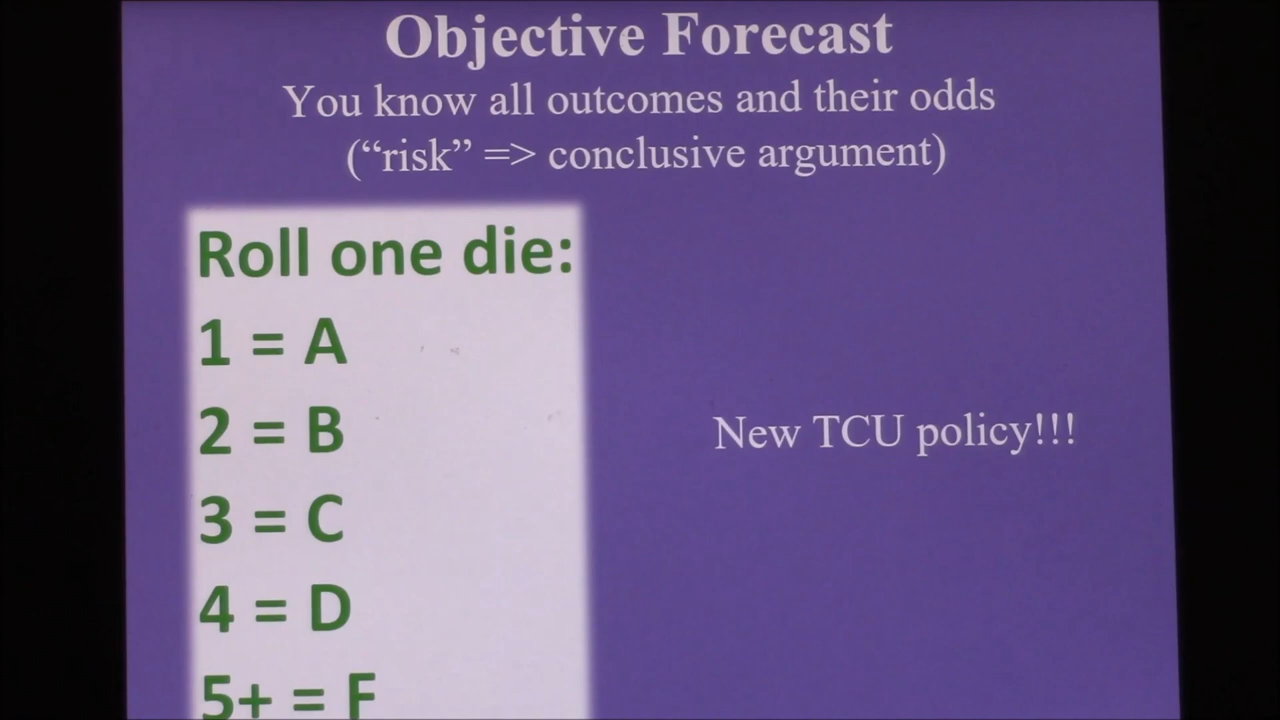 Objective Forecast
You know all outcomes and their odds
(“risk” => conclusive argument)
Roll one die:
1 = A
2 = B
3 = C
4 = D
5+ = F
New TCU policy!!!